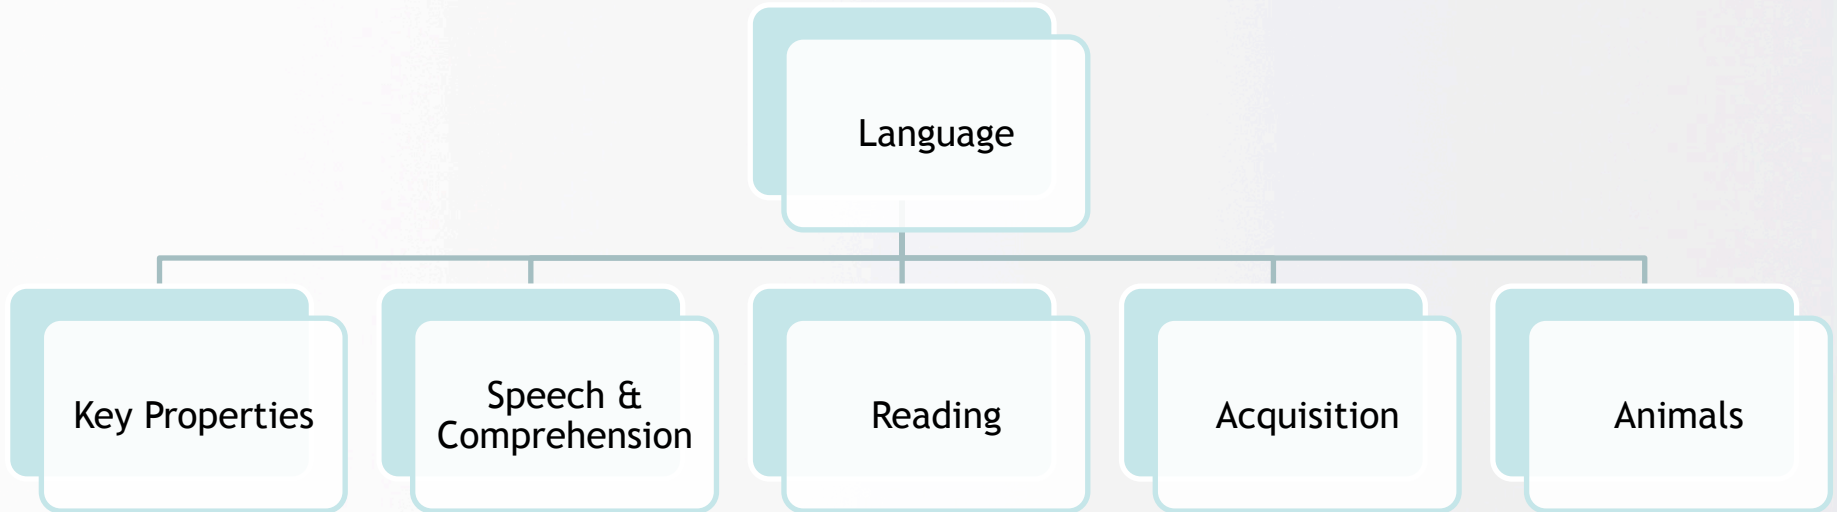 Language
Key Properties
Speech &
Comprehension
Reading
Acquisition
Animals